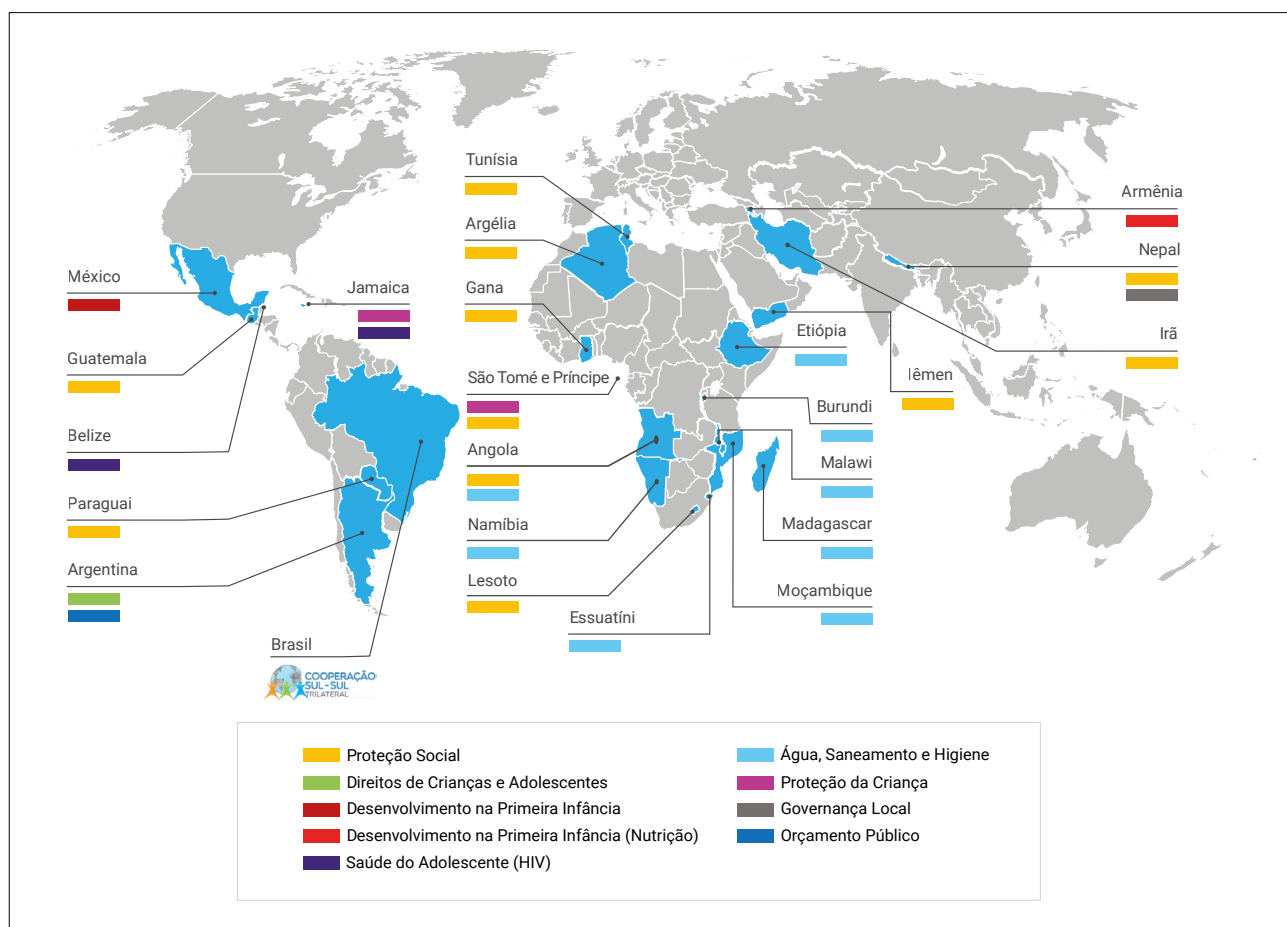 Tunísia
Armênia
Argélia
Nepal
México
Jamaica
Gana
Etiópia
Irã
Guatemala
São Tomé e Príncipe
Iêmen
Burundi
Belize
Angola
Malawi
Paraguai
Namíbia
Madagascar
Argentina
Lesoto
Moçambique
Essuatíni
Brasil
COOPERAÇÃO
SUL-SUL
TRILATERAL
Proteção Social
Direitos de Crianças e Adolescentes
Desenvolvimento na Primeira Infância
Desenvolvimento na Primeira Infância (Nutrição)
Saúde do Adolescente (HIV)
Água, Saneamento e Higiene
Proteção da Criança
Governança Local
Orçamento Público